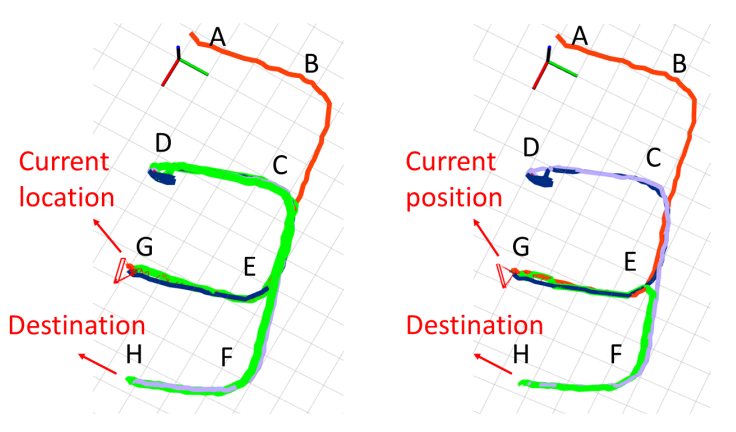 A
B
D
C
Current
location
G
E
Destination
H
F
A
B
D
C
Current
position
G
E
Destination
H
F